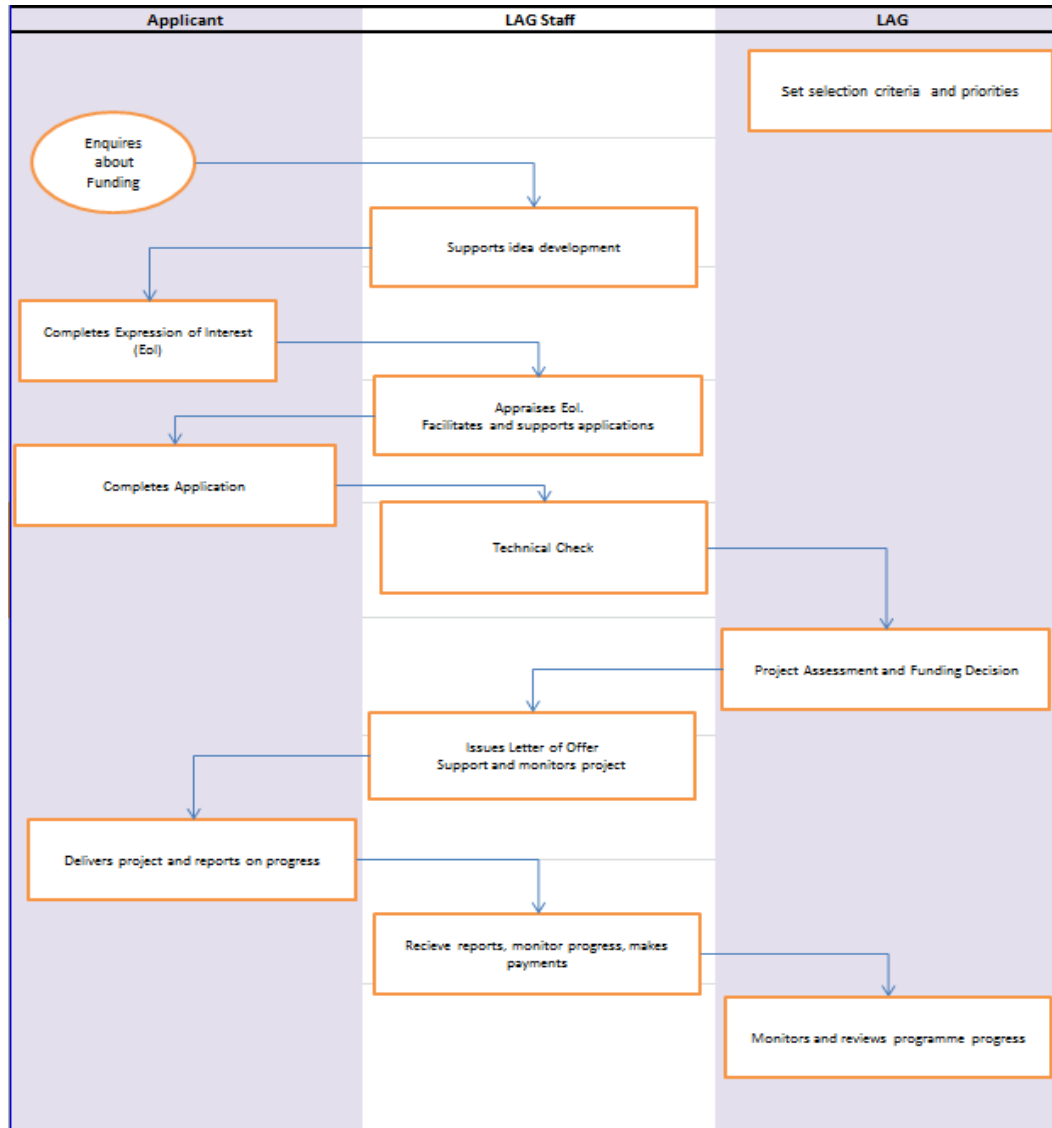 Applicant
LAG Staff
LAG
Set selection criteria and priorities
Enquires
about
Funding
Supports idea development
Completes Expression of Interest
(EoI)
Appraises EoI.
Facilitates and supports applications
Completes Application
Technical Check
Project Assessment and Funding Decision
Issues Letter of Offer
Support and monitors project
Delivers project and reports on progress
Recieve reports, monitor progress, makes
payments
Monitors and reviews programme progress